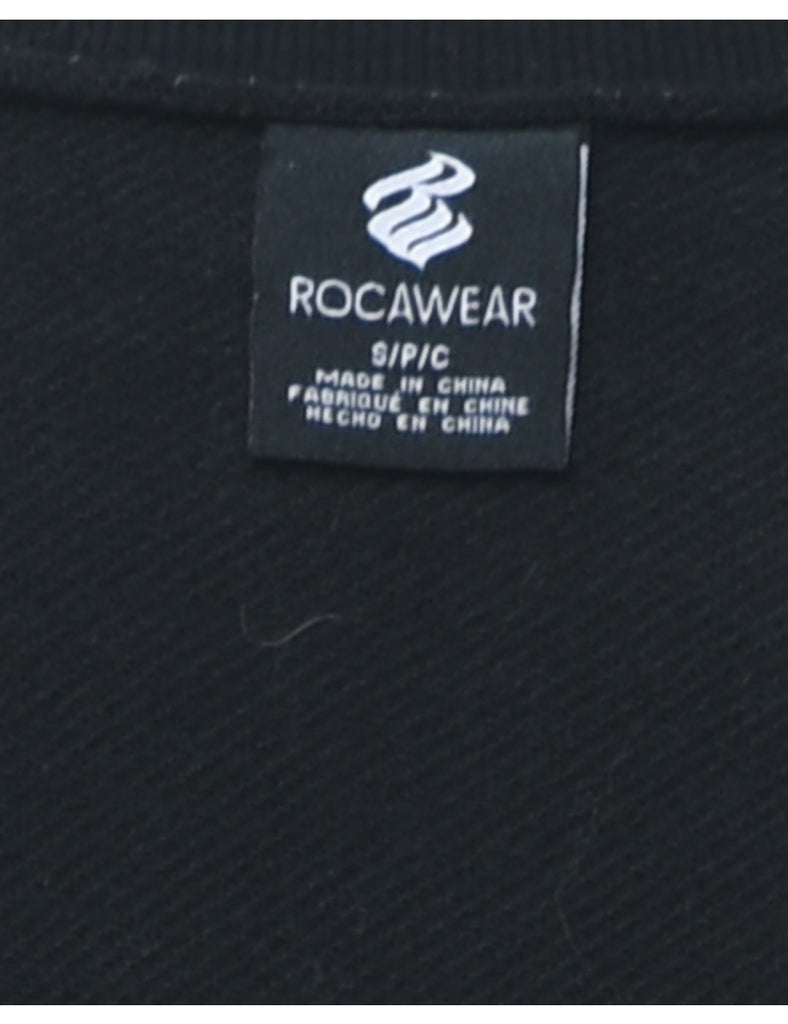 ROCAWEAR
S/P/C
MADE IN CHINA
FABRIQUÉ EN CHINE
HECHO EN CHINA